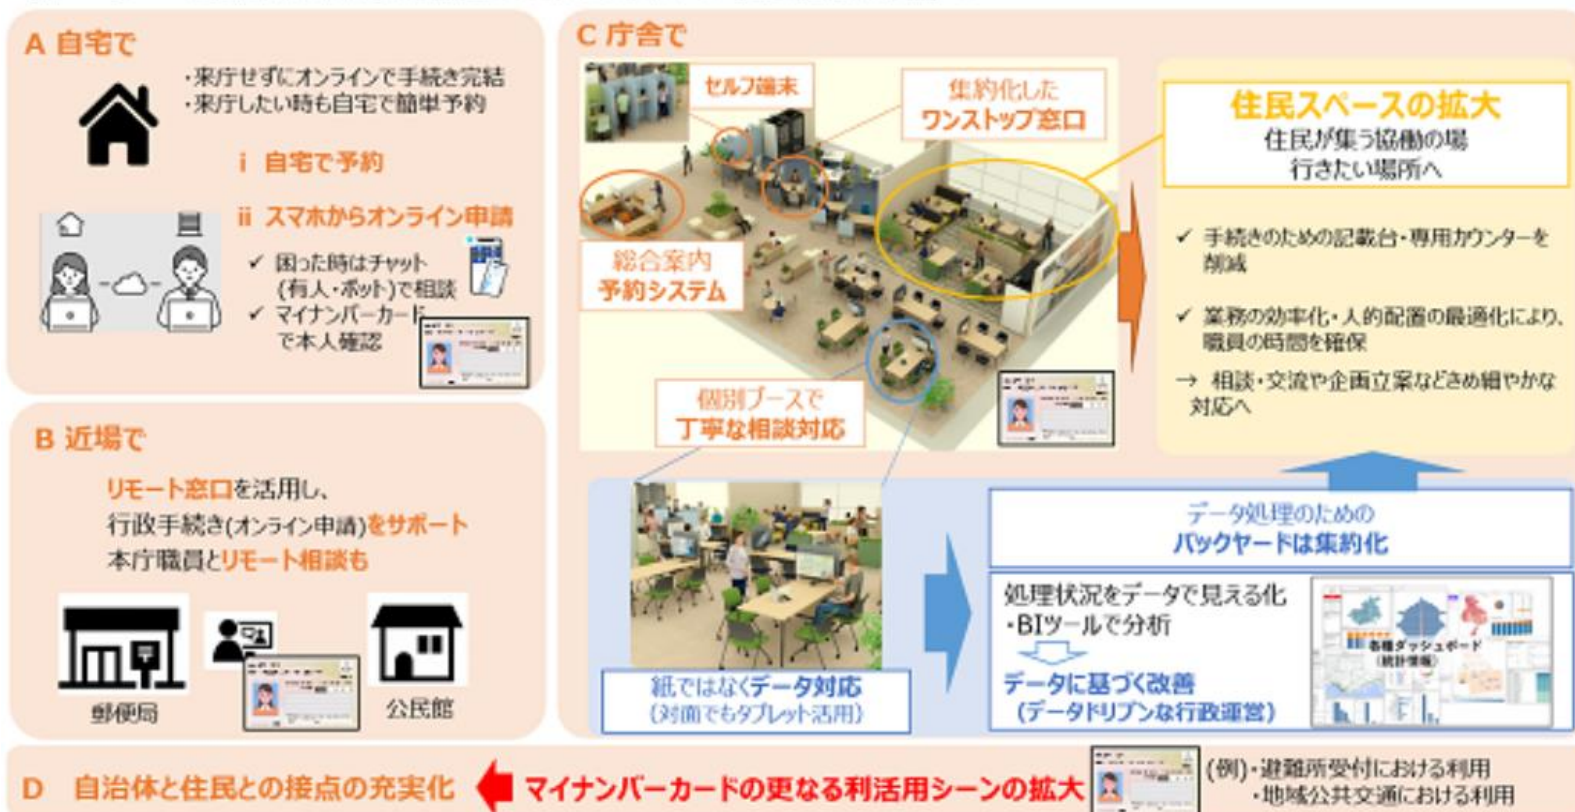 A 自宅で
・来庁せずにオンラインで手続き完結
・来庁したい時も自宅で簡単予約
i 自宅で予約
ii スマホからオンライン申請
✓ 困った時はチャット
(有人・ボット)で相談
✓ マイナンバーカード
で本人確認
B 近場で
リモート窓口を活用し、
行政手続き(オンライン申請)をサポート
本庁職員とリモート相談も
郵便局
公民館
C 庁舎で
セルフ端末
集約化した
ワンストップ窓口
総合案内
予約システム
個別ブースで
丁寧な相談対応
住民スペースの拡大
住民が集う協働の場
行きたい場所へ
✓ 手続きのための記載台・専用カウンターを
削減
✓ 業務の効率化・人的配置の最適化により、
職員の時間を確保
→ 相談・交流や企画立案などきめ細やかな
対応へ
紙ではなくデータ対応
(対面でもタブレット活用)
データ処理のための
バックヤードは集約化
処理状況をデータで見える化
・BIツールで分析
データに基づく改善
(データドリブンな行政運営)
各種ダッシュボード
(統計情報)
D 自治体と住民との接点の充実化
マイナンバーカードの更なる利活用シーンの拡大
(例)・避難所受付における利用
・地域公共交通における利用